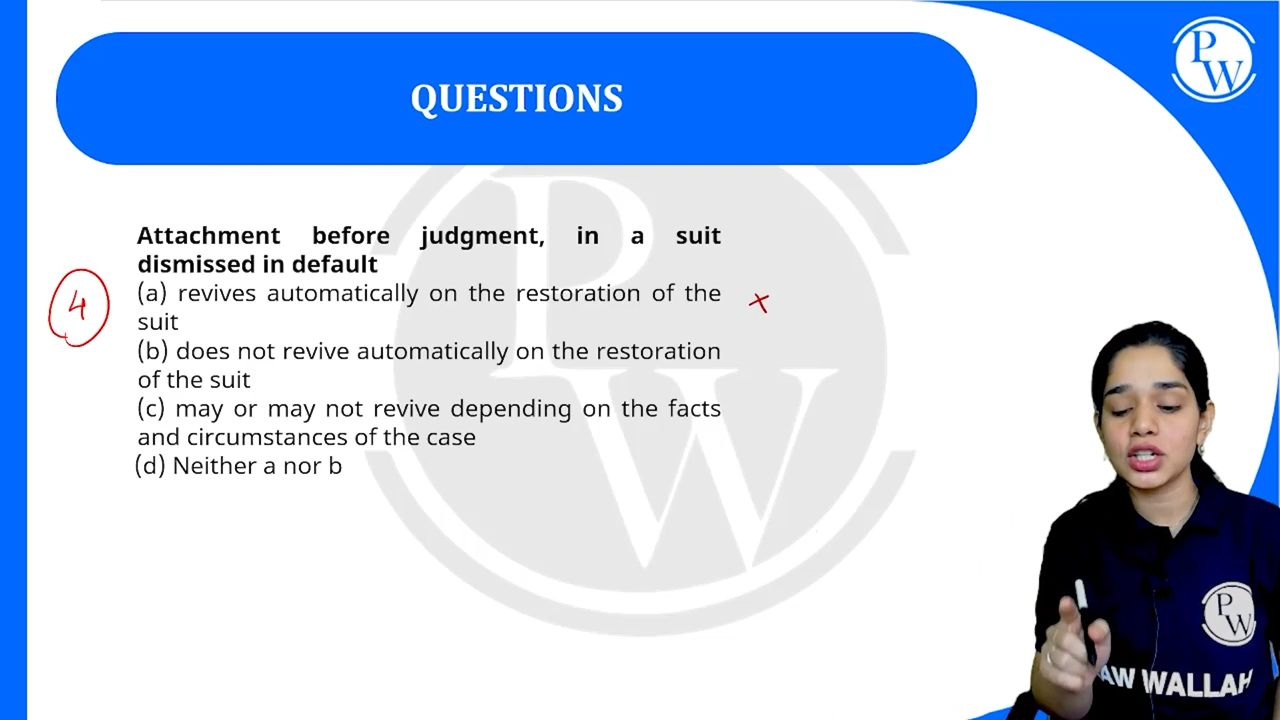 QUESTIONS
PW
Attachment before judgment, in a suit
dismissed in default
4
(a) revives automatically on the restoration of the
×
suit
(b) does not revive automatically on the restoration
of the suit
(c) may or may not revive depending on the facts
and circumstances of the case
(d) Neither a nor b
PW
PW
AW WALLAH